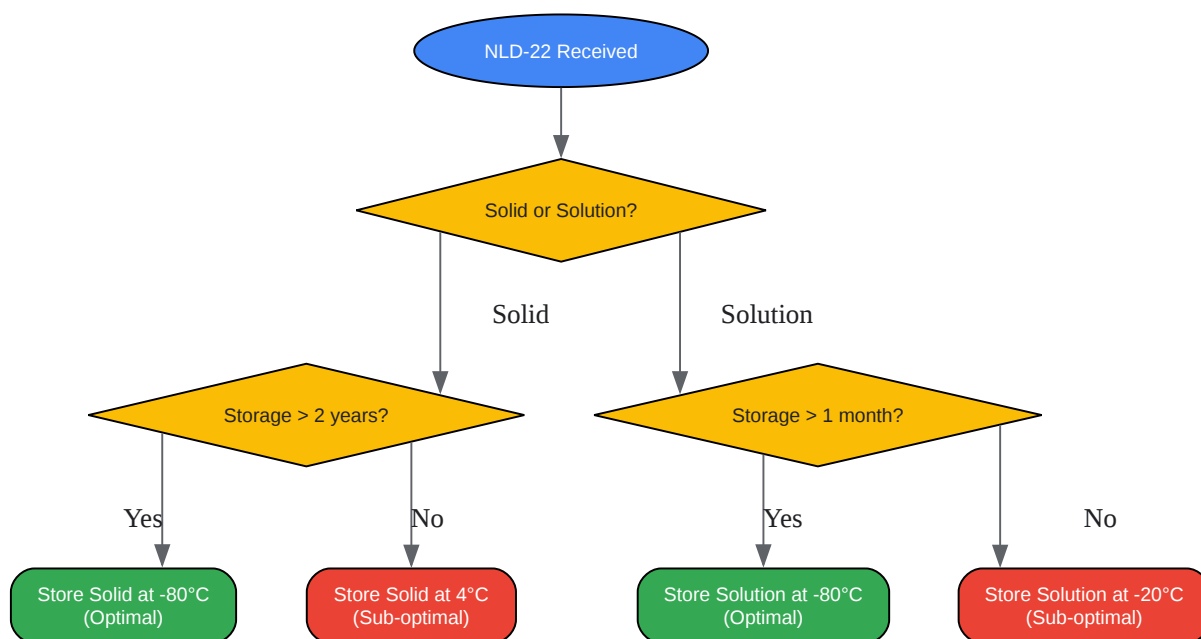 NLD-22 Received
Solid or Solution?
Solid
Solution
Storage > 2 years?
Storage > 1 month?
Yes
No
Yes
No
Store Solid at -80°C
(Optimal)
Store Solid at 4°C
(Sub-optimal)
Store Solution at -80°C
(Optimal)
Store Solution at -20°C
(Sub-optimal)